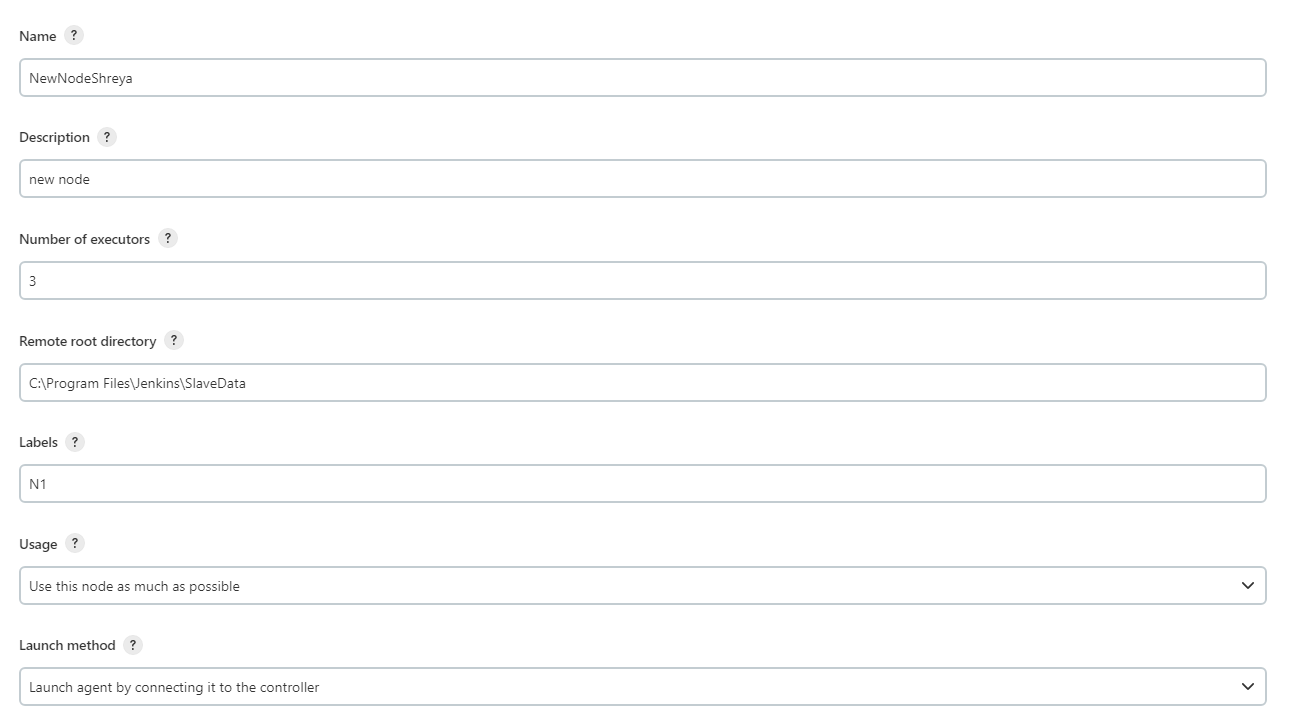 Name ?
NewNodeShreya
Description ?
new node
Number of executors ?
3
Remote root directory ?
C:\Program Files\Jenkins\SlaveData
Labels ?
N1
Usage ?
Use this node as much as possible
Launch method ?
Launch agent by connecting it to the controller